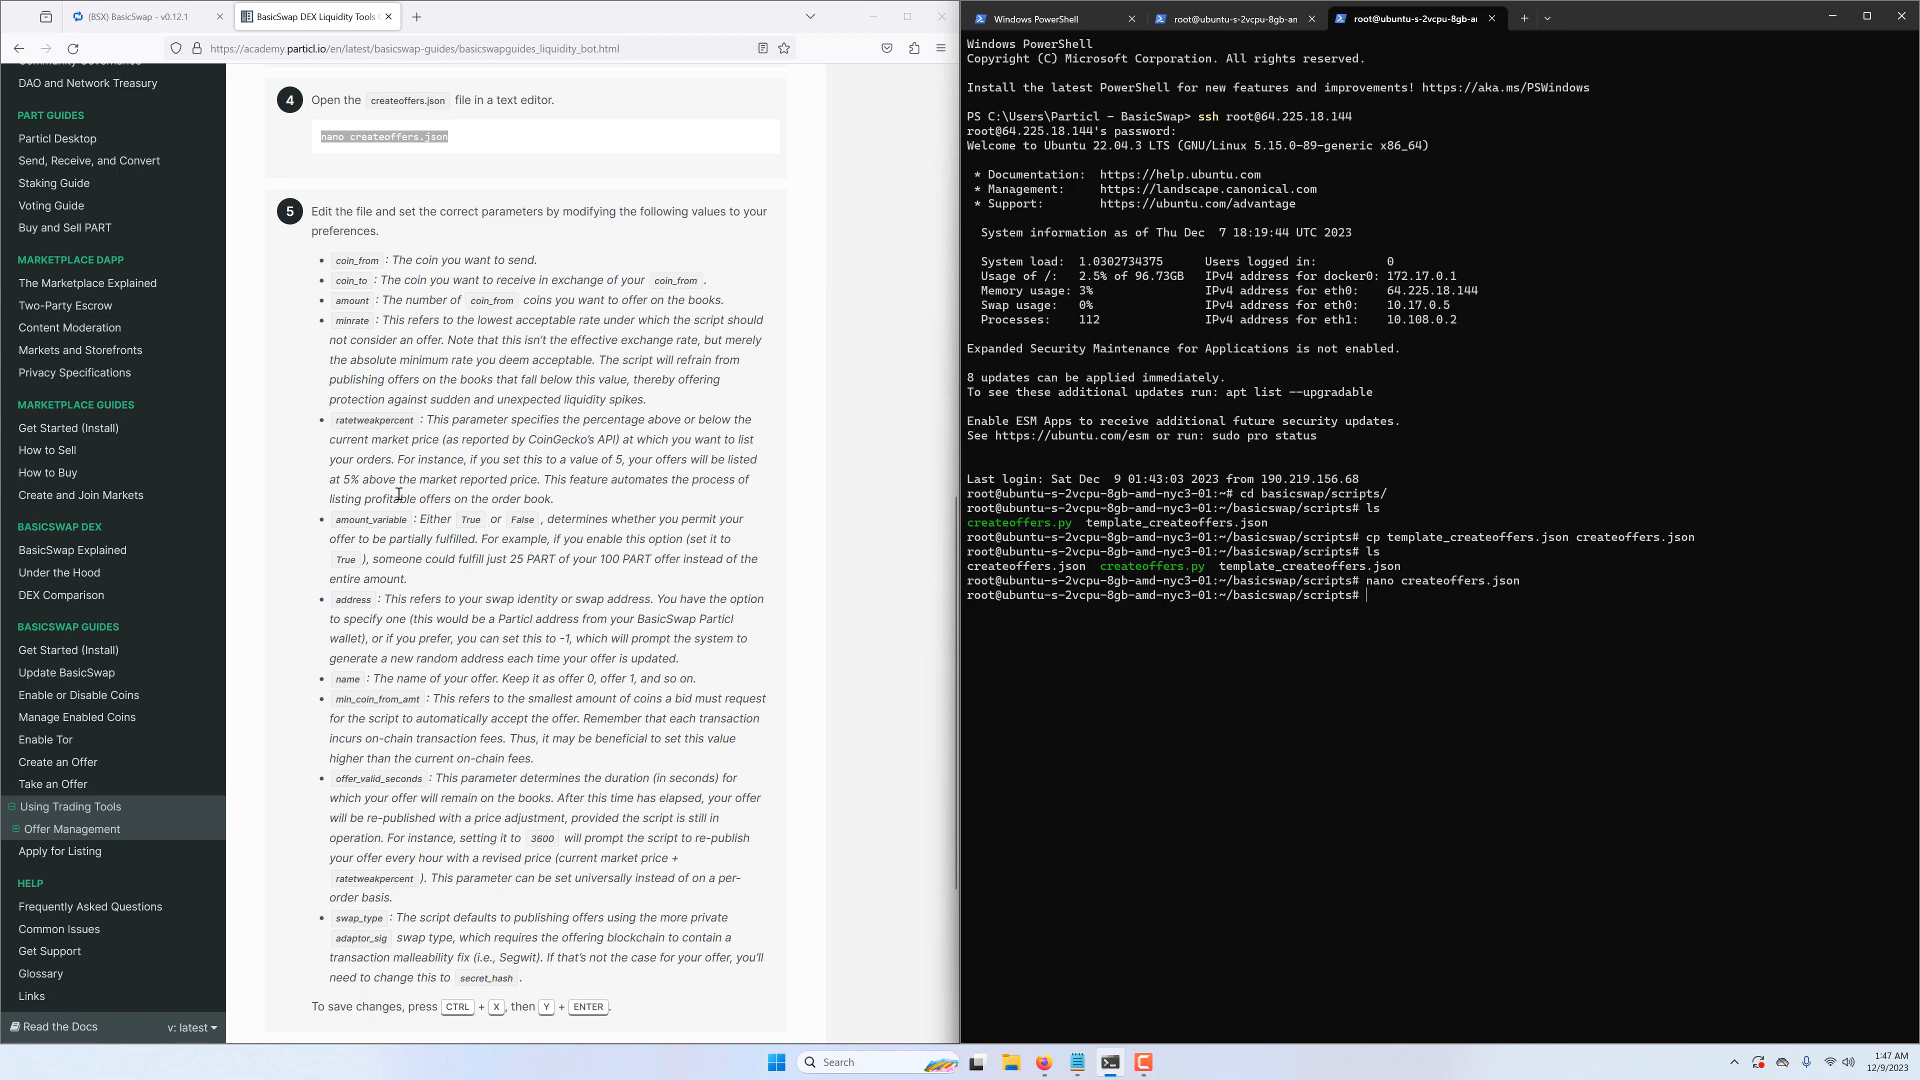 (BSX) BasicSwap - v0.12.1
BasicSwap DEX Liquidity Tools
https://academy.particl.io/en/latest/basicswap-guides/basicswapguides_liquidity_bot.html
DAO and Network Treasury
PART GUIDES
Particl Desktop
Send, Receive, and Convert
Staking Guide
Voting Guide
Buy and Sell PART
MARKETPLACE DAPP
The Marketplace Explained
Two-Party Escrow
Content Moderation
Markets and Storefronts
Privacy Specifications
MARKETPLACE GUIDES
Get Started (Install)
How to Sell
How to Buy
Create and Join Markets
BASICSWAP DEX
BasicSwap Explained
Under the Hood
DEX Comparison
BASICSWAP GUIDES
Get Started (Install)
Update BasicSwap
Enable or Disable Coins
Manage Enabled Coins
Enable Tor
Create an Offer
Take an Offer
Using Trading Tools
Offer Management
Apply for Listing
HELP
Frequently Asked Questions
Common Issues
Get Support
Glossary
Links
Read the Docs v: latest
4 Open the createoffers.json file in a text editor.
nano createoffers.json
5 Edit the file and set the correct parameters by modifying the following values to your
preferences.
• coin_from : The coin you want to send.
• coin_to : The coin you want to receive in exchange of your coin_from .
• amount : The number of coin_from coins you want to offer on the books.
• minrate : This refers to the lowest acceptable rate under which the script should
not consider an offer. Note that this isn't the effective exchange rate, but merely
the absolute minimum rate you deem acceptable. The script will refrain from
publishing offers on the books that fall below this value, thereby offering
protection against sudden and unexpected liquidity spikes.
• ratetweakpercent : This parameter specifies the percentage above or below the
current market price (as reported by CoinGecko's API) at which you want to list
your orders. For instance, if you set this to a value of 5, your offers will be listed
at 5% above the market reported price. This feature automates the process of
listing profitable offers on the order book.
• amount_variable : Either True or False , determines whether you permit your
offer to be partially fulfilled. For example, if you enable this option (set it to
True ), someone could fulfill just 25 PART of your 100 PART offer instead of the
entire amount.
• address : This refers to your swap identity or swap address. You have the option
to specify one (this would be a Particl address from your BasicSwap Particl
wallet), or if you prefer, you can set this to -1, which will prompt the system to
generate a new random address each time your offer is updated.
• name : The name of your offer. Keep it as offer 0, offer 1, and so on.
• min_coin_from_amt : This refers to the smallest amount of coins a bid must request
for the script to automatically accept the offer. Remember that each transaction
incurs on-chain transaction fees. Thus, it may be beneficial to set this value
higher than the current on-chain fees.
• offer_valid_seconds : This parameter determines the duration (in seconds) for
which your offer will remain on the books. After this time has elapsed, your offer
will be re-published with a price adjustment, provided the script is still in
operation. For instance, setting it to 3600 will prompt the script to re-publish
your offer every hour with a revised price (current market price +
ratetweakpercent ). This parameter can be set universally instead of on a per-
order basis.
• swap_type : The script defaults to publishing offers using the more private
adaptor_sig swap type, which requires the offering blockchain to contain a
transaction malleability fix (i.e., Segwit). If that's not the case for your offer, you'll
need to change this to secret_hash .
To save changes, press CTRL + X , then Y + ENTER .
Windows PowerShell
root@ubuntu-s-2vcpu-8gb-am
root@ubuntu-s-2vcpu-8gb-ar
Windows PowerShell
Copyright (C) Microsoft Corporation. All rights reserved.
Install the latest PowerShell for new features and improvements! https://aka.ms/PSWindows
PS C:\Users\Particl - BasicSwap> ssh root@64.225.18.144
root@64.225.18.144's password:
Welcome to Ubuntu 22.04.3 LTS (GNU/Linux 5.15.0-89-generic x86_64)
* Documentation: https://help.ubuntu.com
* Management: https://landscape.canonical.com
* Support: https://ubuntu.com/advantage
System information as of Thu Dec 7 18:19:44 UTC 2023
System load: 1.0302734375 Users logged in: 0
Usage of /: 2.5% of 96.73GB IPv4 address for docker0: 172.17.0.1
Memory usage: 3% IPv4 address for eth0: 64.225.18.144
Swap usage: 0% IPv4 address for eth0: 10.17.0.5
Processes: 112 IPv4 address for eth1: 10.108.0.2
Expanded Security Maintenance for Applications is not enabled.
8 updates can be applied immediately.
To see these additional updates run: apt list --upgradable
Enable ESM Apps to receive additional future security updates.
See https://ubuntu.com/esm or run: sudo pro status
Last login: Sat Dec 9 01:43:03 2023 from 190.219.156.68
root@ubuntu-s-2vcpu-8gb-amd-nyc3-01:~# cd basicswap/scripts/
root@ubuntu-s-2vcpu-8gb-amd-nyc3-01:~/basicswap/scripts# ls
createoffers.py template_createoffers.json
root@ubuntu-s-2vcpu-8gb-amd-nyc3-01:~/basicswap/scripts# cp template_createoffers.json createoffers.json
root@ubuntu-s-2vcpu-8gb-amd-nyc3-01:~/basicswap/scripts# ls
createoffers.json createoffers.py template_createoffers.json
root@ubuntu-s-2vcpu-8gb-amd-nyc3-01:~/basicswap/scripts# nano createoffers.json
root@ubuntu-s-2vcpu-8gb-amd-nyc3-01:~/basicswap/scripts#
Search
1:47 AM
12/9/2023